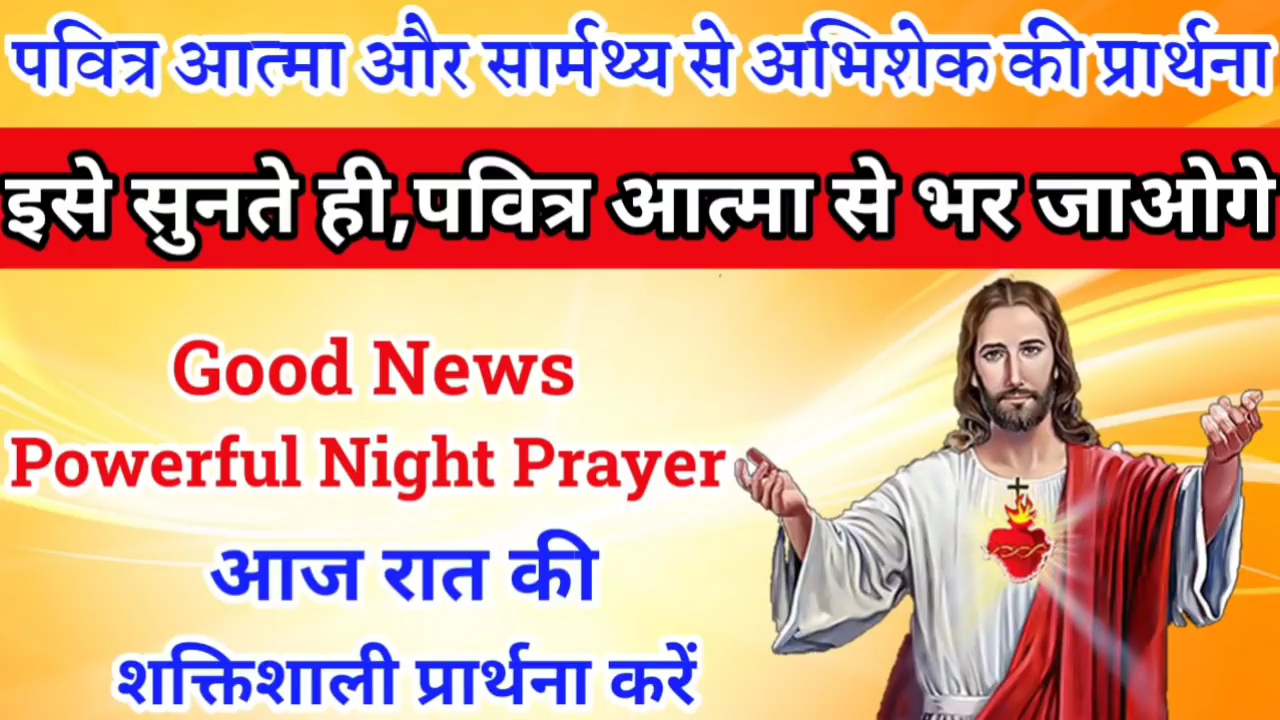 पवित्र आत्मा और सार्मथ्य से अभिशेक की प्रार्थना
इसे सुनते ही,पवित्र आत्मा से भर जाओगे
Good News
Powerful Night Prayer
आज रात की
शक्तिशाली प्रार्थना करें